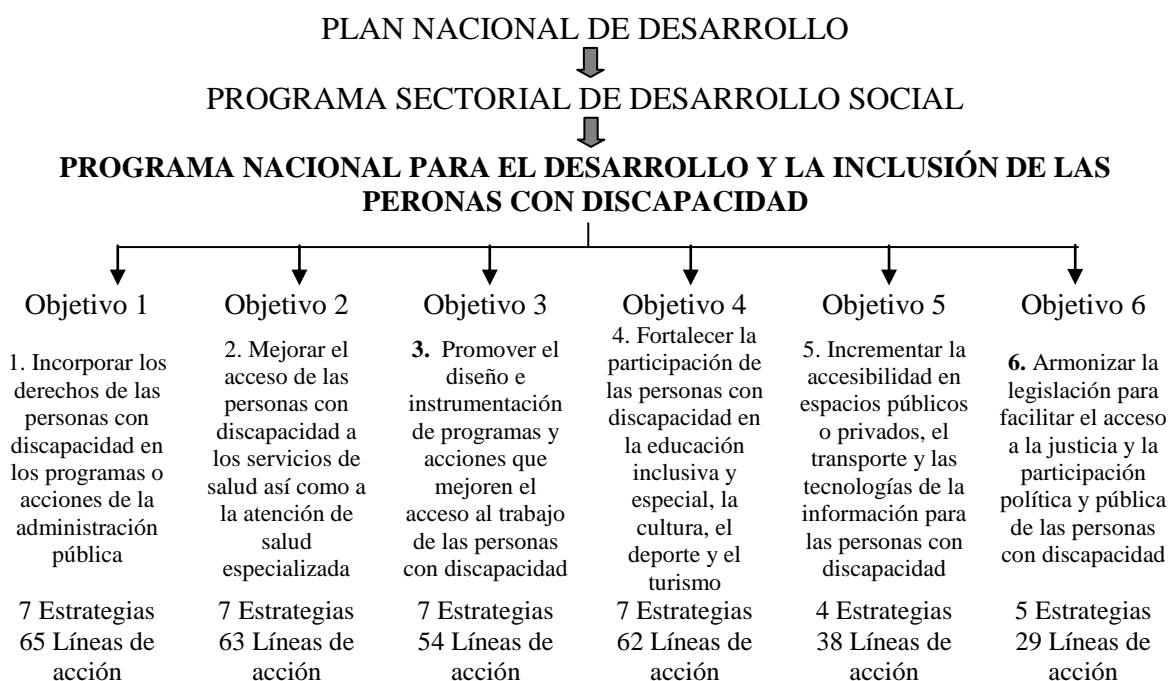 PLAN NACIONAL DE DESARROLLO
PROGRAMA SECTORIAL DE DESARROLLO SOCIAL
PROGRAMA NACIONAL PARA EL DESARROLLO Y LA INCLUSIÓN DE LAS
PERONAS CON DISCAPACIDAD
Objetivo 1
1. Incorporar los
derechos de las
personas con
discapacidad en
los programas o
acciones de la
administración
pública
7 Estrategias
65 Líneas de
acción
Objetivo 2
2. Mejorar el
acceso de las
personas con
discapacidad a
los servicios de
salud así como a
la atención de
salud
especializada
7 Estrategias
63 Líneas de
acción
Objetivo 3
3. Promover el
diseño e
instrumentación
de programas y
acciones que
mejoren el
acceso al trabajo
de las personas
con discapacidad
7 Estrategias
54 Líneas de
acción
Objetivo 4
4. Fortalecer la
participación de
las personas con
discapacidad en
la educación
inclusiva y
especial, la
cultura, el
deporte y el
turismo
7 Estrategias
62 Líneas de
acción
Objetivo 5
5. Incrementar la
accesibilidad en
espacios públicos
o privados, el
transporte y las
tecnologías de la
información para
las personas con
discapacidad
4 Estrategias
38 Líneas de
acción
Objetivo 6
6. Armonizar la
legislación para
facilitar el acceso
a la justicia y la
participación
política y pública
de las personas
con discapacidad
5 Estrategias
29 Líneas de
acción